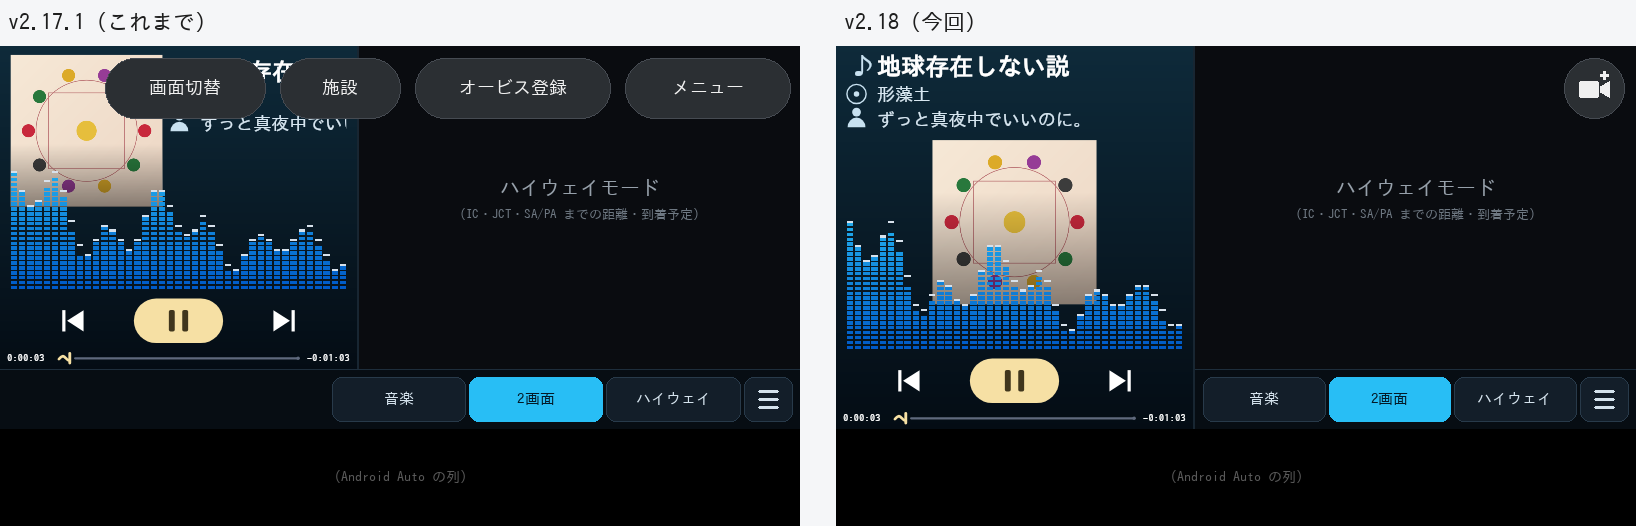 v2.17.1（これまで）
画面切替
施設
オービス登録
メニュー
存在
ずっと真夜中でい
ハイウェイモード
（IC・JCT・SA/PA までの距離・到着予定）
0:00:03
-0:01:03
音楽
2画面
ハイウェイ
（Android Auto の列）
v2.18（今回）
地球存在しない説
形藻土
ずっと真夜中でいいのに。
ハイウェイモード
（IC・JCT・SA/PA までの距離・到着予定）
0:00:03
-0:01:03
音楽
2画面
ハイウェイ
（Android Auto の列）